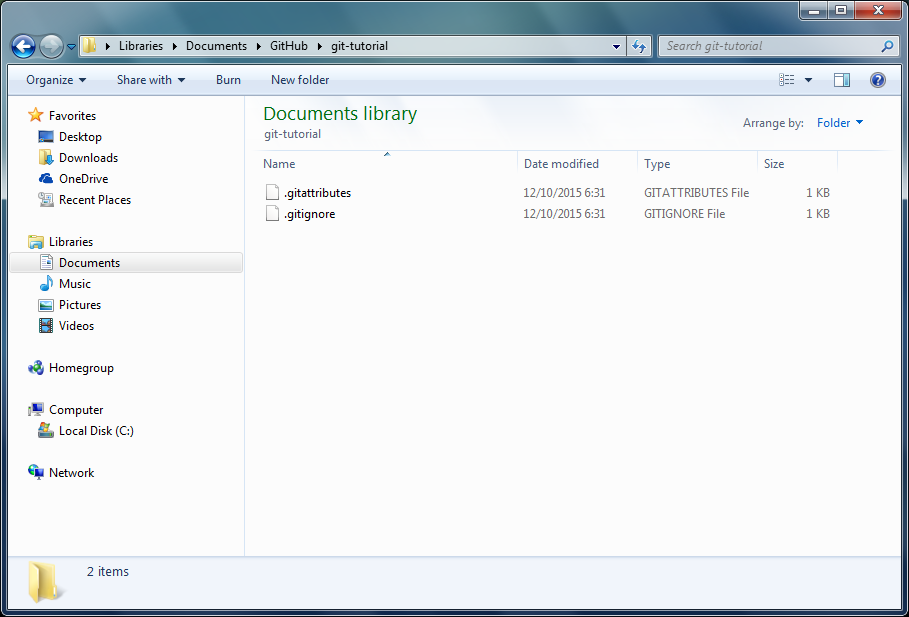 Libraries Documents GitHub git-tutorial Search git-tutorial
Organize Share with Burn New folder
Favorites
Desktop
Downloads
OneDrive
Recent Places
Libraries
Documents
Music
Pictures
Videos
Homegroup
Computer
Local Disk (C:)
Network
Documents library
git-tutorial
Arrange by: Folder
Name Date modified Type Size
.gitattributes 12/10/2015 6:31 GITATTRIBUTES File 1 KB
.gitignore 12/10/2015 6:31 GITIGNORE File 1 KB
2 items